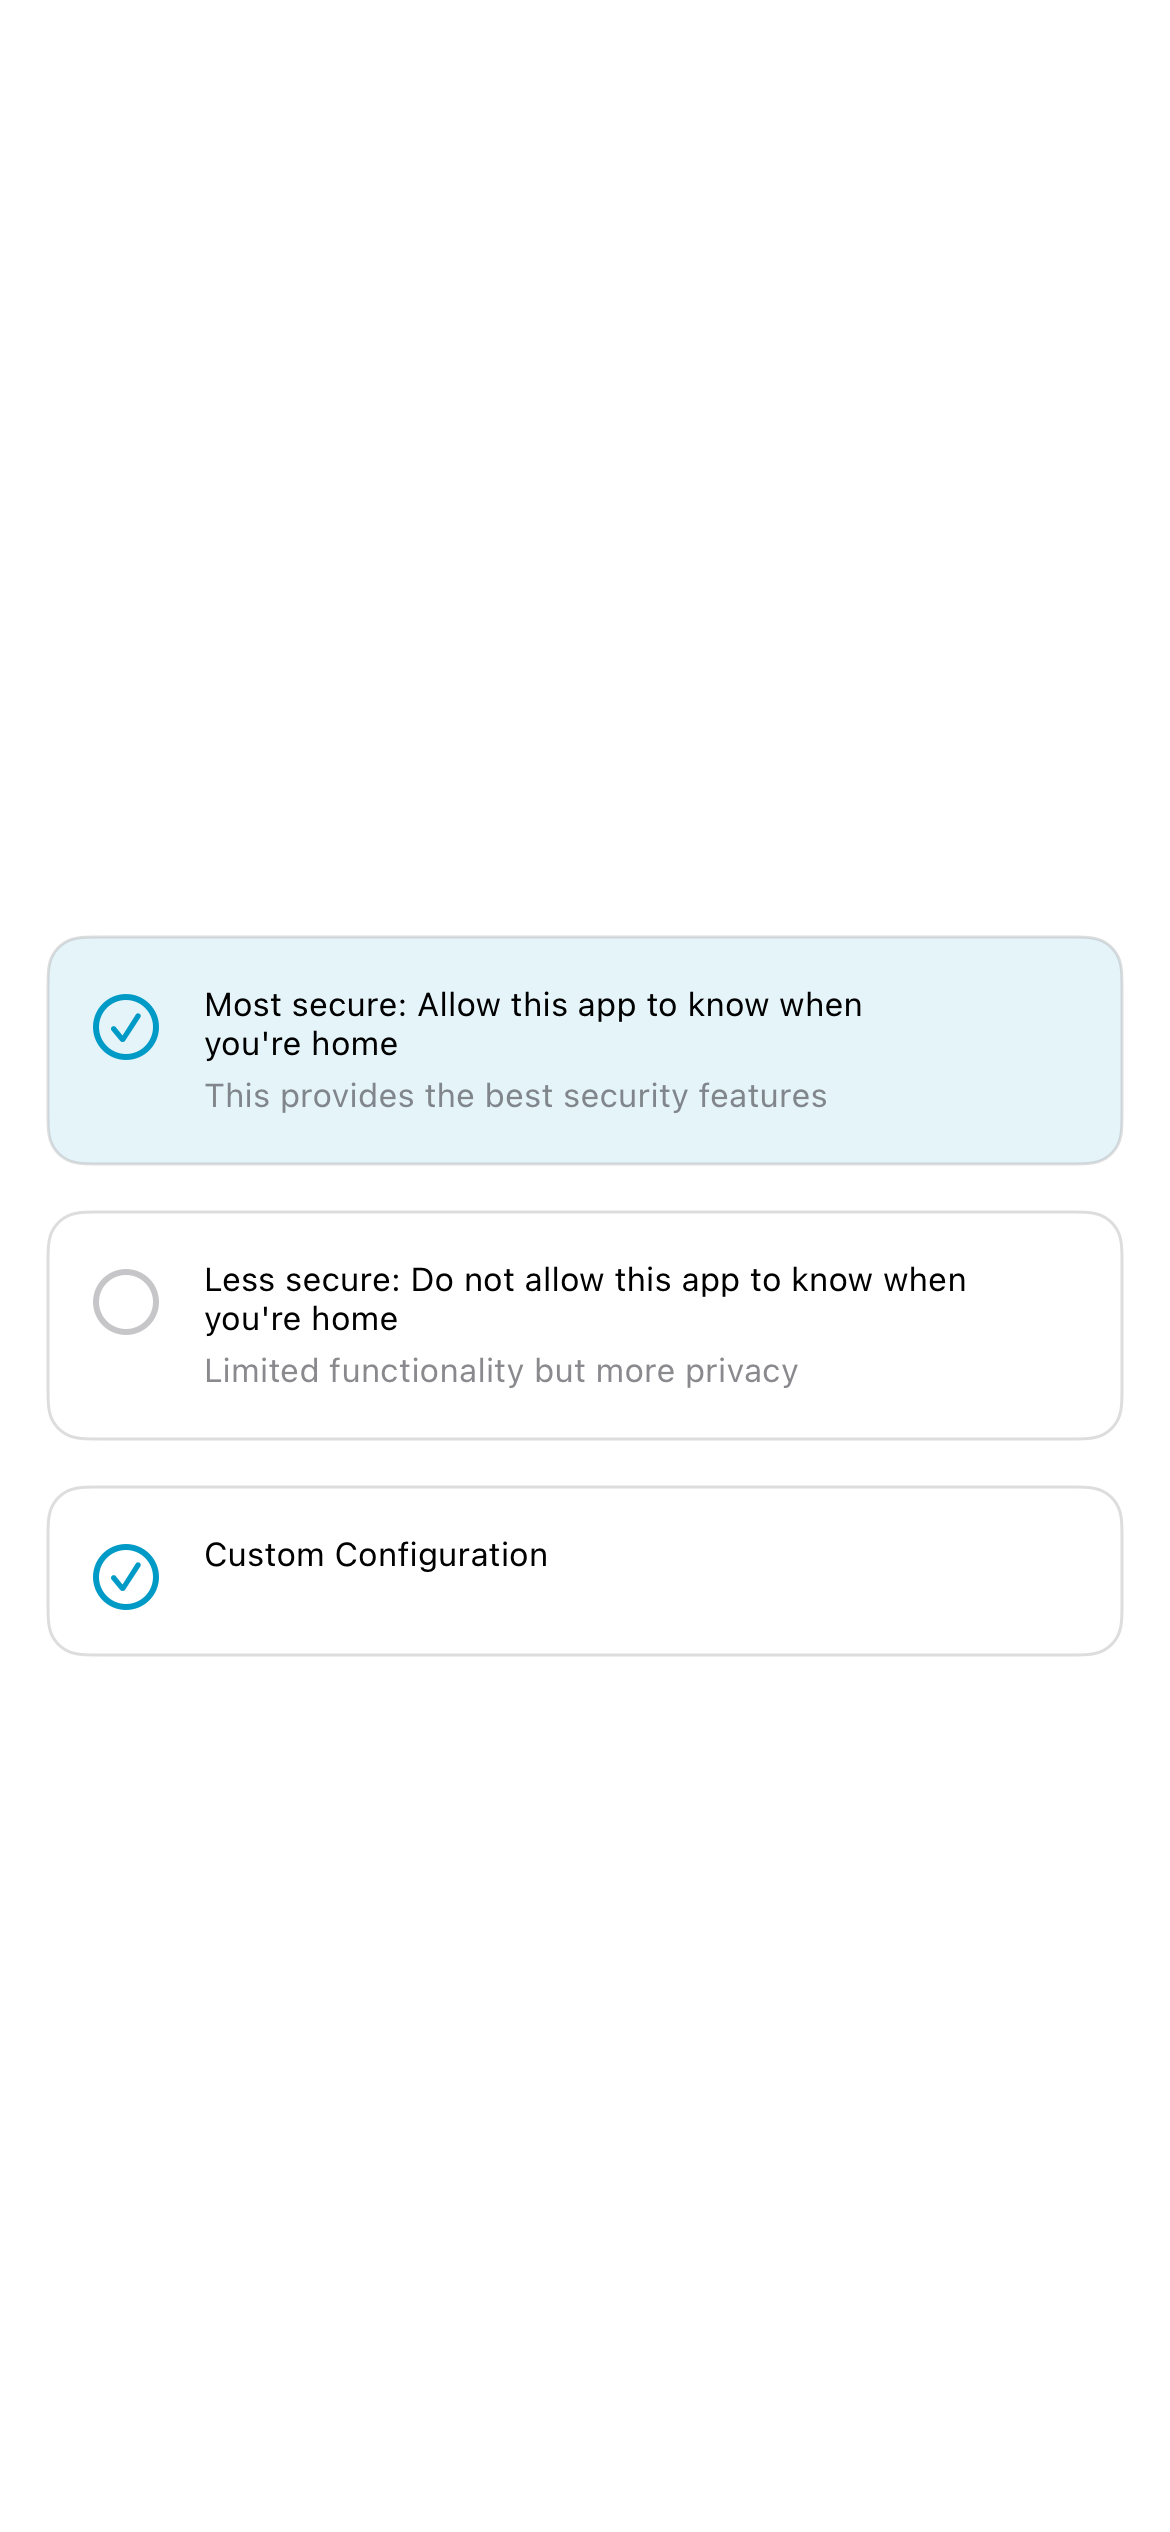 Most secure: Allow this app to know when
you're home
This provides the best security features
Less secure: Do not allow this app to know when
you're home
Limited functionality but more privacy
Custom Configuration